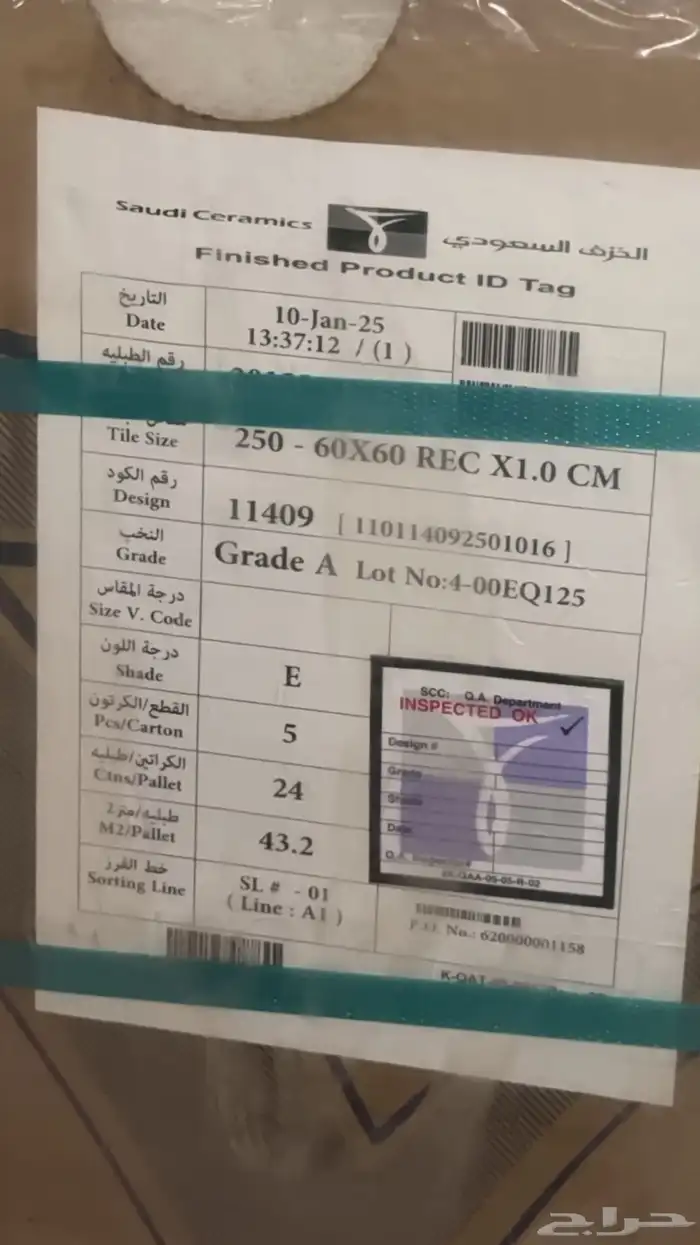 Saudi Ceramics
الخزف السعودي
Finished Product ID Tag
التاريخ
Date
10-Jan-25
13:37:12 / (1)
رقم الطبليه
Tile Size
250 - 60X60 REC X1.0 CM
رقم الكود
Design
11409 [ 110114092501016 ]
النخب
Grade
Grade A Lot No:4-00EQ125
درجة المقاس
Size V. Code
درجة اللون
Shade
E
القطع/الكرتون
Pcs/Carton
5
الكراتين/طبليه
Ctns/Pallet
24
طبليه/متر2
M2/Pallet
43.2
خط الفرز
Sorting Line
SL # - 01
( Line : A1 )
SCC: Q.A. Department
INSPECTED OK
Design #
Grade
Shade
Date
P.O. No.: 620000001158
حراج